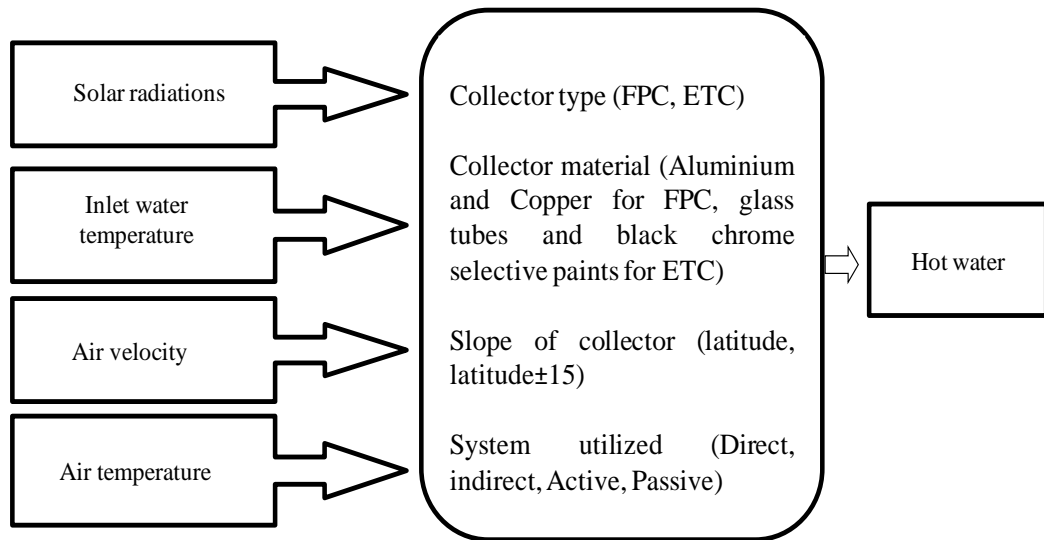 Solar radiations
Inlet water
temperature
Air velocity
Air temperature
Collector type (FPC, ETC)
Collector material (Aluminium
and Copper for FPC, glass
tubes and black chrome
selective paints for ETC)
Slope of collector (latitude,
latitude±15)
System utilized (Direct,
indirect, Active, Passive)
Hot water